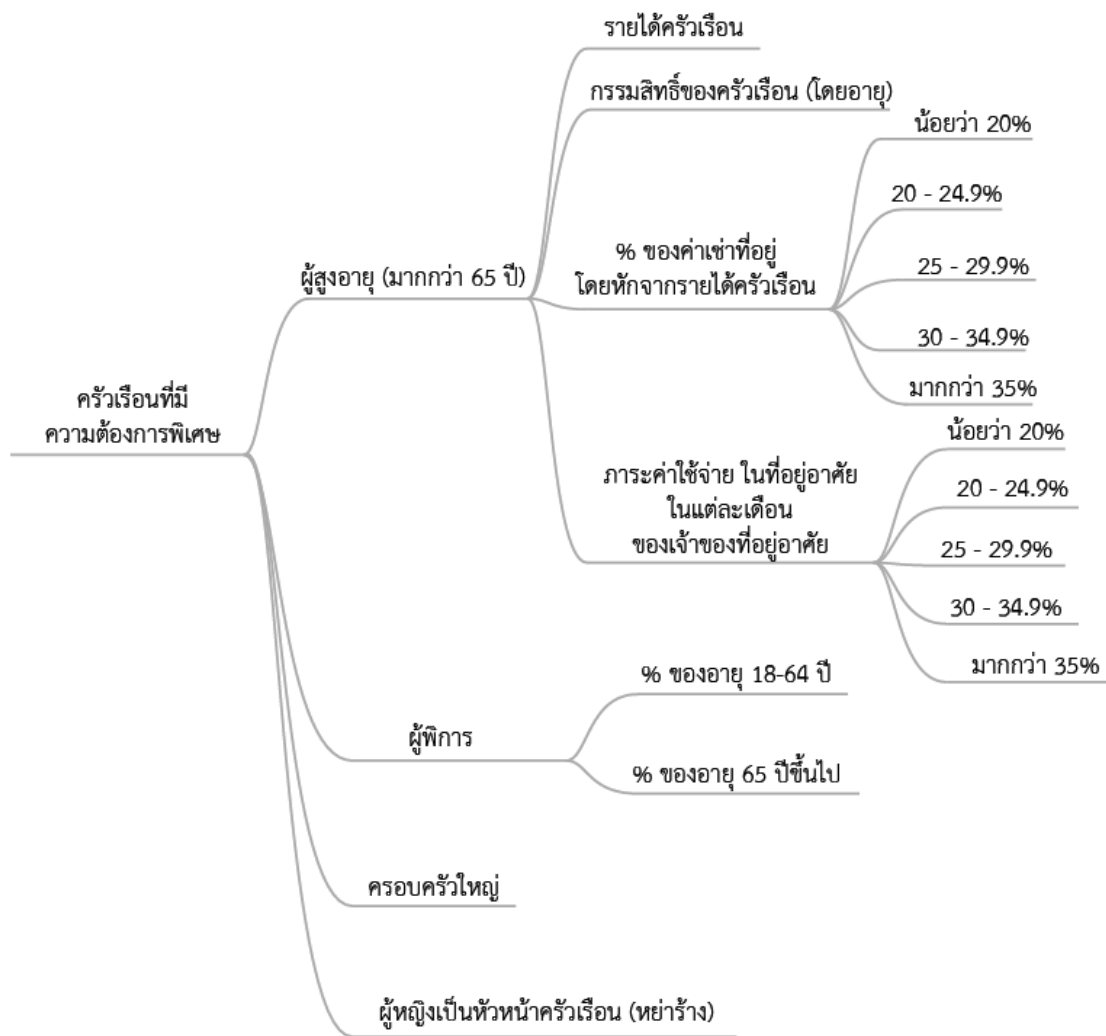 รายได้ครัวเรือน
กรรมสิทธิ์ของครัวเรือน (โดยอายุ)
น้อยว่า 20%
20 - 24.9%
% ของค่าเช่าที่อยู่
โดยหักจากรายได้ครัวเรือน
25 - 29.9%
30 - 34.9%
มากกว่า 35%
ผู้สูงอายุ (มากกว่า 65 ปี)
ครัวเรือนที่มี
ความต้องการพิเศษ
ภาระค่าใช้จ่าย ในที่อยู่อาศัย
ในแต่ละเดือน
ของเจ้าของที่อยู่อาศัย
น้อยว่า 20%
20 - 24.9%
25 - 29.9%
30 - 34.9%
มากกว่า 35%
ผู้พิการ
% ของอายุ 18-64 ปี
% ของอายุ 65 ปีขึ้นไป
ครอบครัวใหญ่
ผู้หญิงเป็นหัวหน้าครัวเรือน (หย่าร้าง)